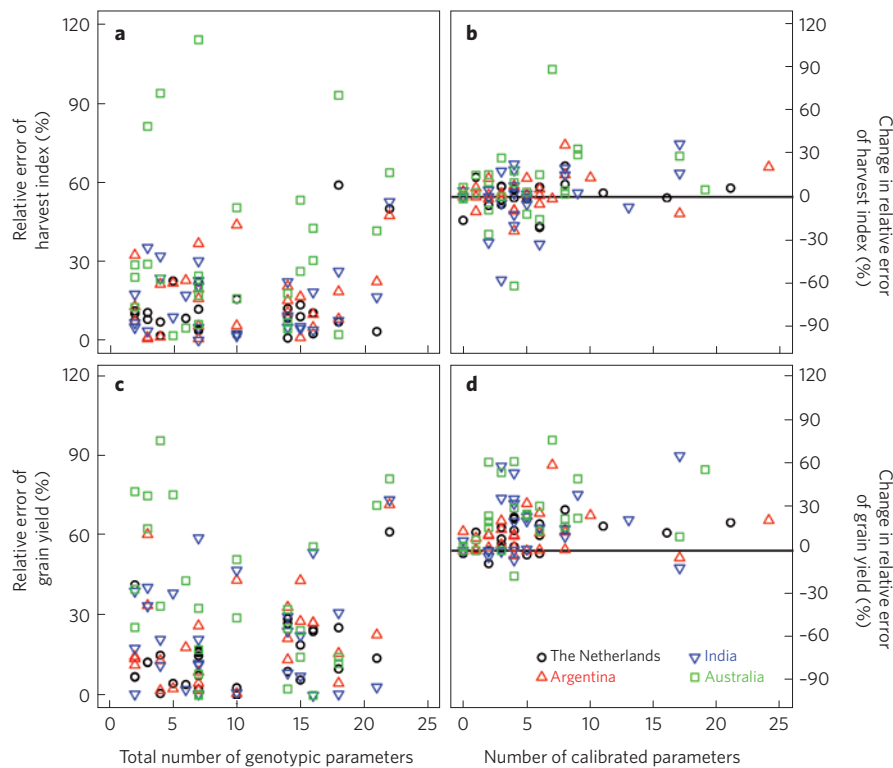 a
b
c
d
120
90
60
30
0
Relative error of
harvest index (%)
120
90
60
30
0
-30
-60
-90
Change in relative error
of harvest index (%)
120
90
60
30
0
Relative error of
grain yield (%)
120
90
60
30
0
-30
-60
-90
Change in relative error
of grain yield (%)
The Netherlands
India
Argentina
Australia
0 5 10 15 20 25
0 5 10 15 20 25
Total number of genotypic parameters
Number of calibrated parameters